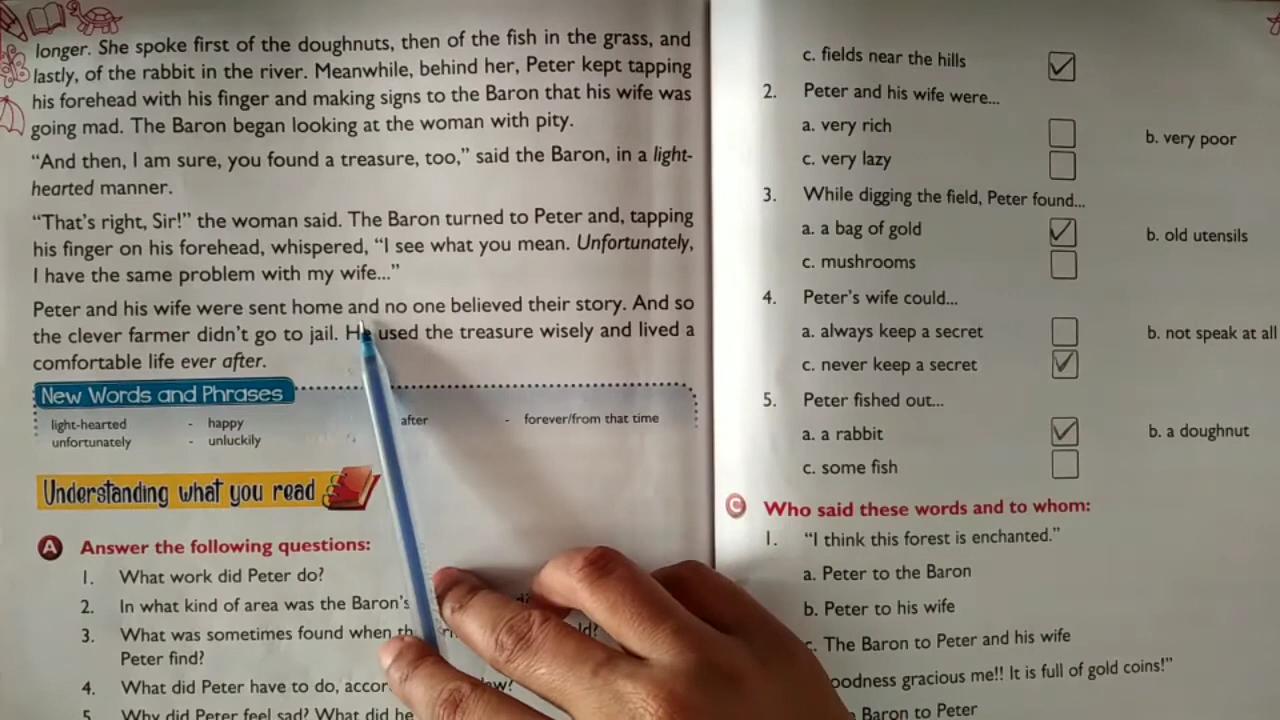 longer. She spoke first of the doughnuts, then of the fish in the grass, and
lastly, of the rabbit in the river. Meanwhile, behind her, Peter kept tapping
his forehead with his finger and making signs to the Baron that his wife was
going mad. The Baron began looking at the woman with pity.
“And then, I am sure, you found a treasure, too,” said the Baron, in a light-
hearted manner.
“That’s right, Sir!” the woman said. The Baron turned to Peter and, tapping
his finger on his forehead, whispered, “I see what you mean. Unfortunately,
I have the same problem with my wife...”
Peter and his wife were sent home and no one believed their story. And so
the clever farmer didn’t go to jail. He used the treasure wisely and lived a
comfortable life ever after.
New Words and Phrases
light-hearted - happy
after - forever/from that time
unfortunately - unluckily
Understanding what you read
A Answer the following questions:
1. What work did Peter do?
2. In what kind of area was the Baron’s
3. What was sometimes found when
Peter find?
4. What did Peter have to do,
5. Why did Peter feel sad? What did he
c. fields near the hills
2. Peter and his wife were...
a. very rich
b. very poor
c. very lazy
3. While digging the field, Peter found...
a. a bag of gold
b. old utensils
c. mushrooms
4. Peter’s wife could...
a. always keep a secret
b. not speak at all
c. never keep a secret
5. Peter fished out...
a. a rabbit
b. a doughnut
c. some fish
C Who said these words and to whom:
1. “I think this forest is enchanted.”
a. Peter to the Baron
b. Peter to his wife
c. The Baron to Peter and his wife
gracious me!! It is full of gold coins!”
Baron to Peter